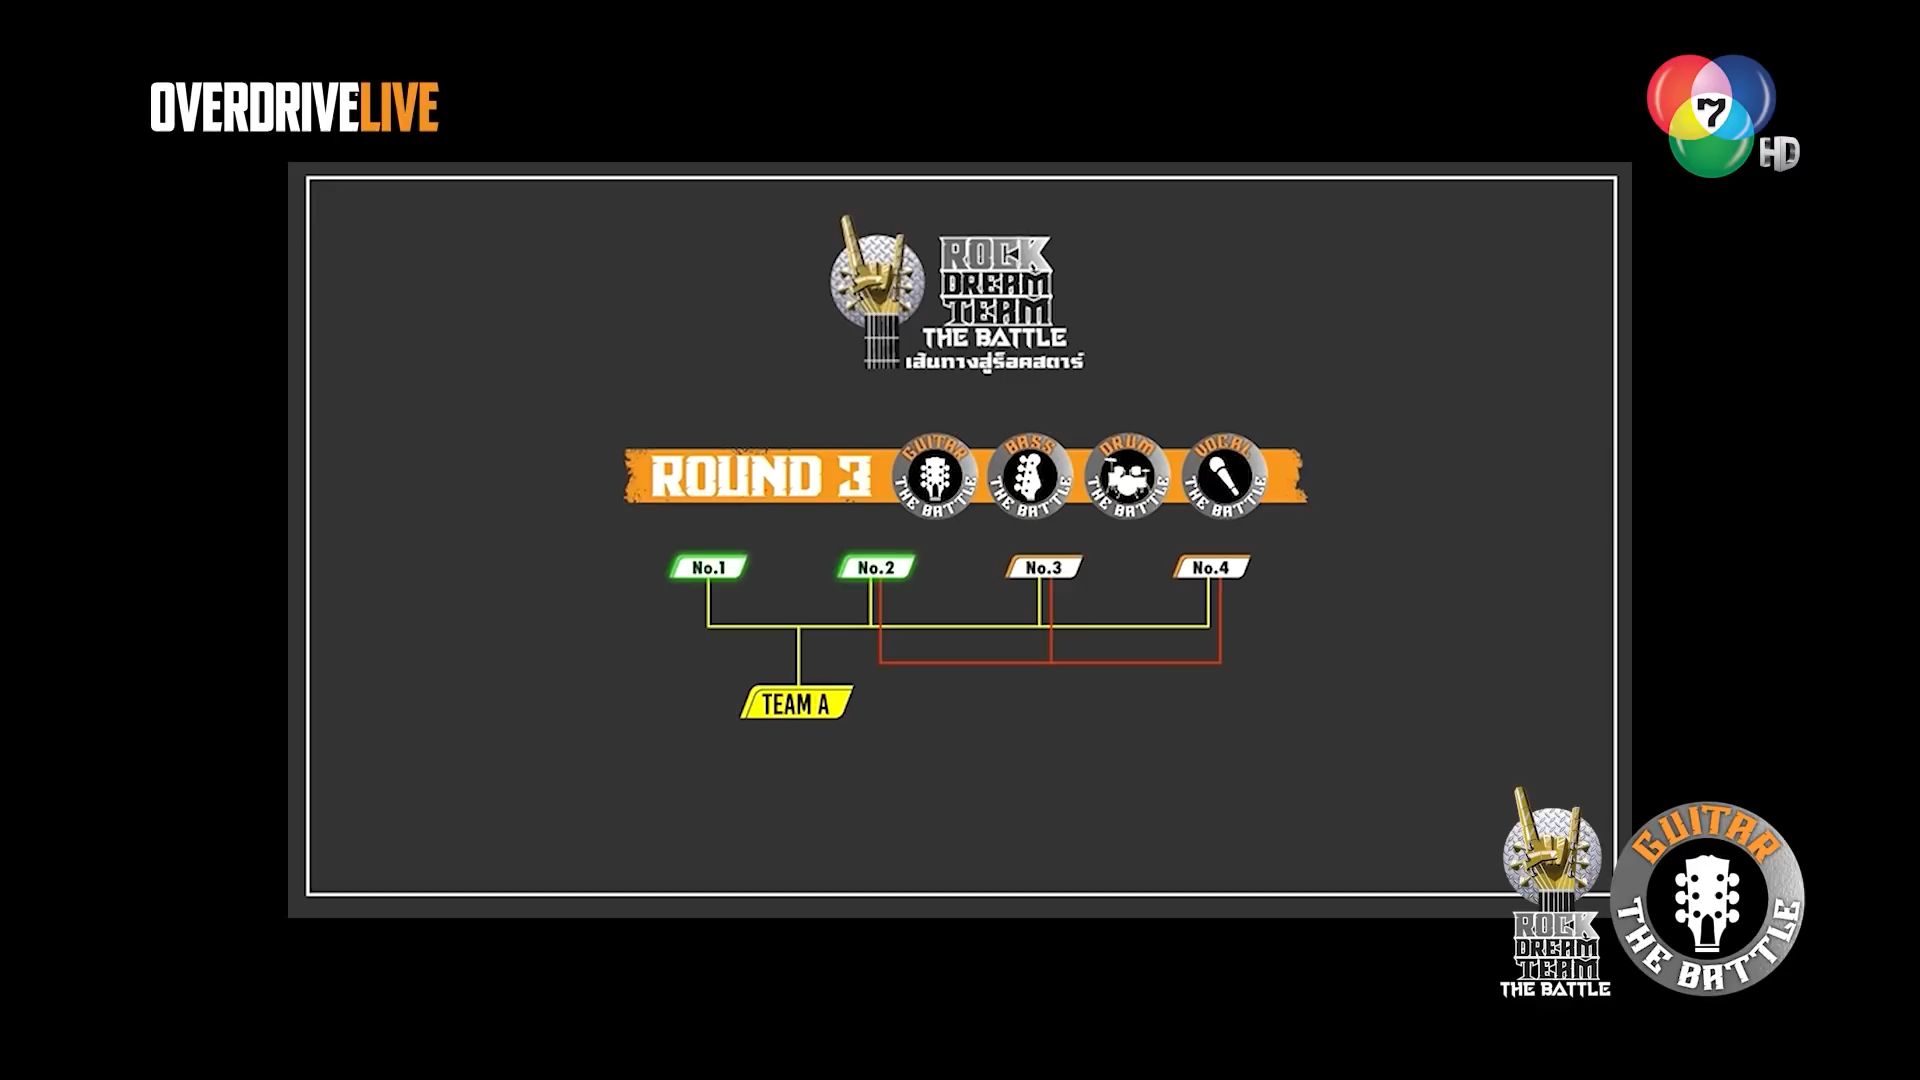 OVERDRIVELIVE
7
HD
ROCK
DREAM
TEAM
THE BATTLE
เส้นทางสู่ร็อคสตาร์
ROUND 3
GUITAR
THE BATTLE
BASS
THE BATTLE
DRUM
THE BATTLE
VOCAL
THE BATTLE
No.1
No.2
No.3
No.4
TEAM A
ROCK
DREAM
TEAM
THE BATTLE
GUITAR
THE BATTLE